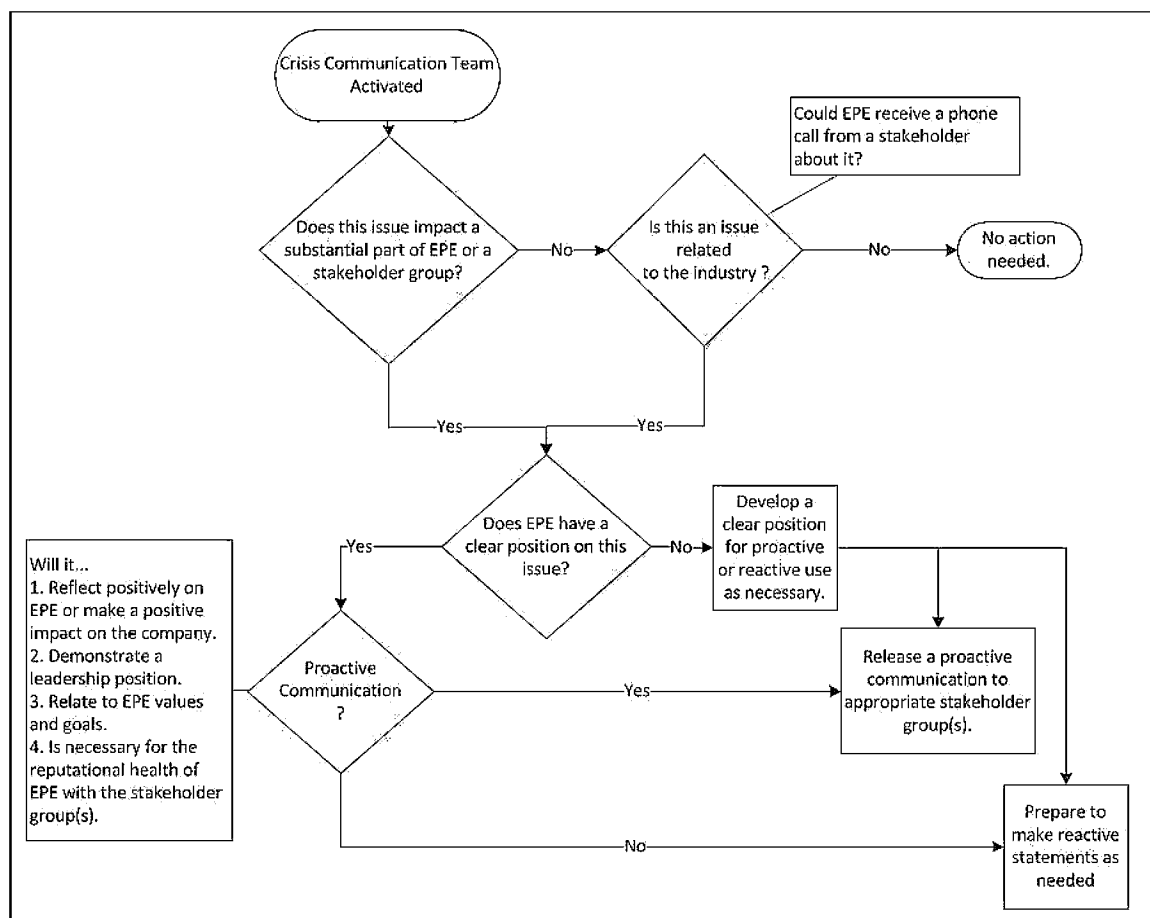 Crisis Communication Team
Activated
Could EPE receive a phone
call from a stakeholder
about it?
Does this issue impact a
substantial part of EPE or a
stakeholder group?
No
Is this an issue
related
to the industry ?
No
No action
needed.
Yes
Yes
Does EPE have a
clear position on this
issue?
Yes
No
Develop a
clear position
for proactive
or reactive use
as necessary.
Will it...
1. Reflect positively on
EPE or make a positive
impact on the company.
2. Demonstrate a
leadership position.
3. Relate to EPE values
and goals.
4. Is necessary for the
reputational health of
EPE with the stakeholder
group(s).
Proactive
Communication
?
Yes
Release a proactive
communication to
appropriate stakeholder
group(s).
No
Prepare to
make reactive
statements as
needed